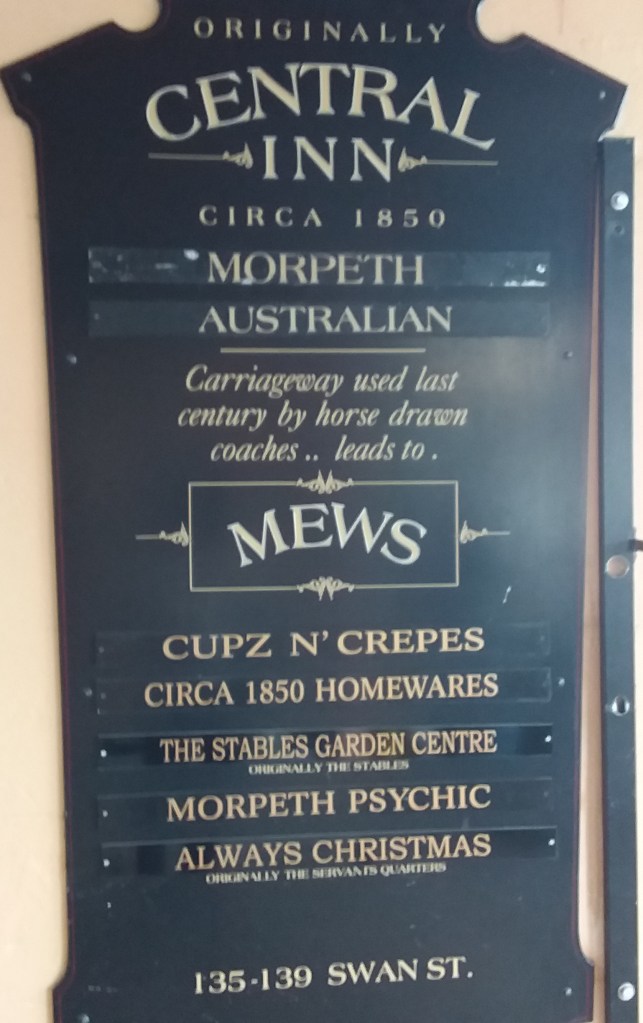 ORIGINALLY
CENTRAL
INN
CIRCA 1850
MORPETH
AUSTRALIAN
Carriageway used last
century by horse drawn
coaches .. leads to .
MEWS
CUPZ N' CREPES
CIRCA 1850 HOMEWARES
THE STABLES GARDEN CENTRE
ORIGINALLY THE STABLES
MORPETH PSYCHIC
ALWAYS CHRISTMAS
ORIGINALLY THE SERVANTS QUARTERS
135-139 SWAN ST.